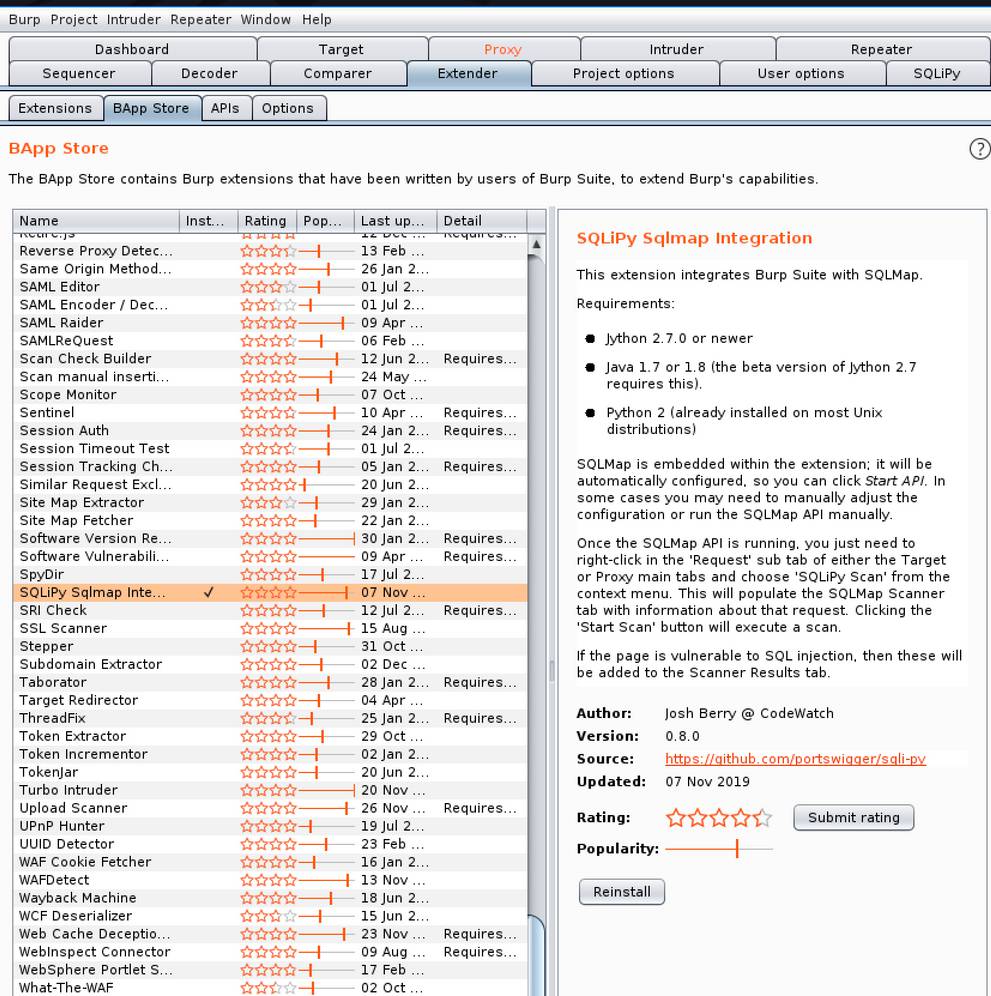 Burp Project Intruder Repeater Window Help
Dashboard Target Proxy Intruder Repeater
Sequencer Decoder Comparer Extender Project options User options SQLiPy
Extensions BApp Store APIs Options
BApp Store
?
The BApp Store contains Burp extensions that have been written by users of Burp Suite, to extend Burp's capabilities.
Name Inst... Rating Pop... Last up... Detail
Retire.js 12 Dec ... Requires...
Reverse Proxy Detec... 13 Feb ...
Same Origin Method... 26 Jan 2...
SAML Editor 01 Jul 2...
SAML Encoder / Dec... 01 Jul 2...
SAML Raider 09 Apr ...
SAMLReQuest 06 Feb ...
Scan Check Builder 12 Jun 2... Requires...
Scan manual inserti... 24 May ...
Scope Monitor 07 Oct ...
Sentinel 10 Apr ... Requires...
Session Auth 24 Jan 2... Requires...
Session Timeout Test 01 Jul 2...
Session Tracking Ch... 05 Jan 2... Requires...
Similar Request Excl... 20 Jun 2...
Site Map Extractor 29 Jan 2...
Site Map Fetcher 22 Jan 2...
Software Version Re... 30 Jan 2... Requires...
Software Vulnerabili... 09 Apr ... Requires...
SpyDir 17 Jul 2...
SQLiPy Sqlmap Inte... ✓ 07 Nov ...
SRI Check 12 Jul 2... Requires...
SSL Scanner 15 Aug ...
Stepper 31 Oct ...
Subdomain Extractor 02 Dec ...
Taborator 28 Jan 2... Requires...
Target Redirector 04 Apr ...
ThreadFix 25 Jan 2... Requires...
Token Extractor 29 Oct ...
Token Incrementor 02 Jan 2...
TokenJar 20 Jun 2...
Turbo Intruder 20 Nov ...
Upload Scanner 26 Nov ... Requires...
UPnP Hunter 19 Jul 2...
UUID Detector 23 Feb ...
WAF Cookie Fetcher 16 Jan 2...
WAFDetect 13 Nov ...
Wayback Machine 18 Jun 2...
WCF Deserializer 15 Jun 2...
Web Cache Deceptio... 23 Nov ... Requires...
WebInspect Connector 09 Aug ... Requires...
WebSphere Portlet S... 17 Feb ...
What-The-WAF 02 Oct ...
SQLiPy Sqlmap Integration
This extension integrates Burp Suite with SQLMap.
Requirements:
● Jython 2.7.0 or newer
● Java 1.7 or 1.8 (the beta version of Jython 2.7
requires this).
● Python 2 (already installed on most Unix
distributions)
SQLMap is embedded within the extension; it will be
automatically configured, so you can click Start API. In
some cases you may need to manually adjust the
configuration or run the SQLMap API manually.
Once the SQLMap API is running, you just need to
right-click in the 'Request' sub tab of either the Target
or Proxy main tabs and choose 'SQLiPy Scan' from the
context menu. This will populate the SQLMap Scanner
tab with information about that request. Clicking the
'Start Scan' button will execute a scan.
If the page is vulnerable to SQL injection, then these will
be added to the Scanner Results tab.
Author: Josh Berry @ CodeWatch
Version: 0.8.0
Source: https://github.com/portswigger/sqli-py
Updated: 07 Nov 2019
Rating: Submit rating
Popularity:
Reinstall